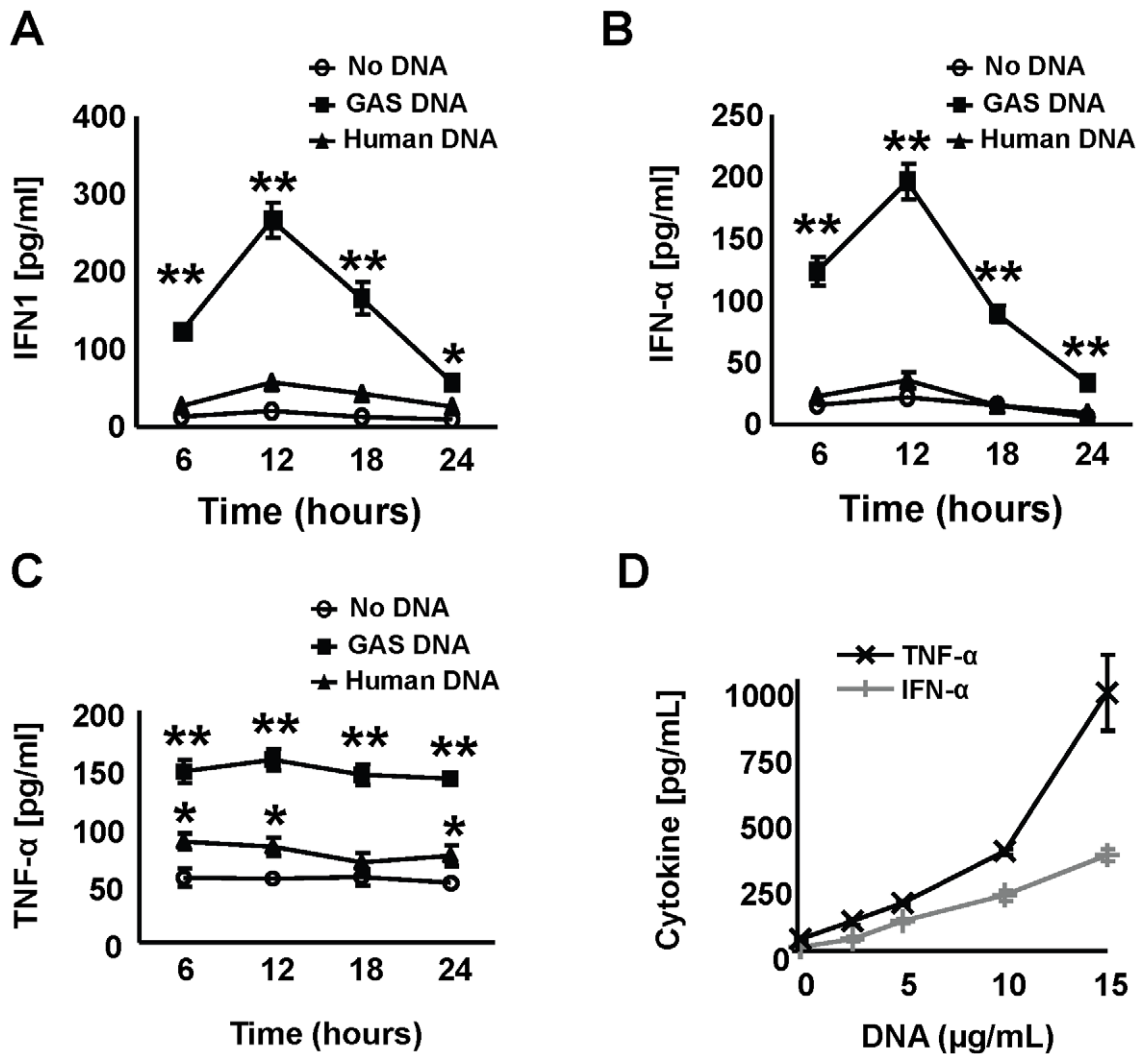 A
No DNA
GAS DNA
Human DNA
400
300
200
100
0
IFN1 [pg/ml]
**
**
**
*
6 12 18 24
Time (hours)
B
No DNA
GAS DNA
Human DNA
250
200
150
100
50
0
IFN-α [pg/ml]
**
**
**
**
6 12 18 24
Time (hours)
C
No DNA
GAS DNA
Human DNA
200
150
100
50
0
TNF-α [pg/ml]
** ** ** **
* * *
6 12 18 24
Time (hours)
D
TNF-α
IFN-α
1000
750
500
250
0
Cytokine [pg/mL]
0 5 10 15
DNA (µg/mL)